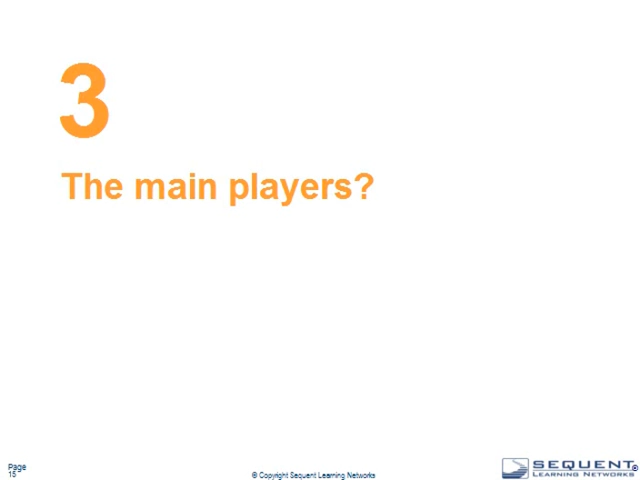 3
The main players?
Page
15
© Copyright Sequent Learning Networks
SEQUENT®
LEARNING NETWORKS